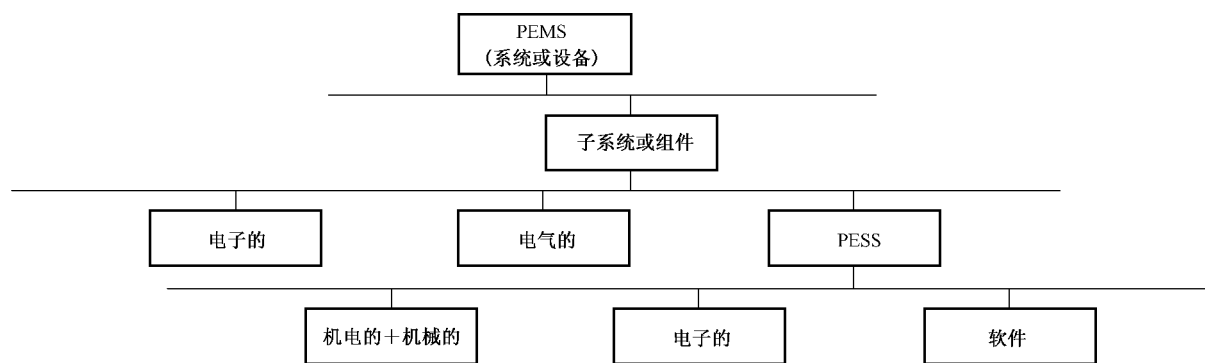 PEMS
(系统或设备)
子系统或组件
电子的
电气的
PESS
机电的＋机械的
电子的
软件